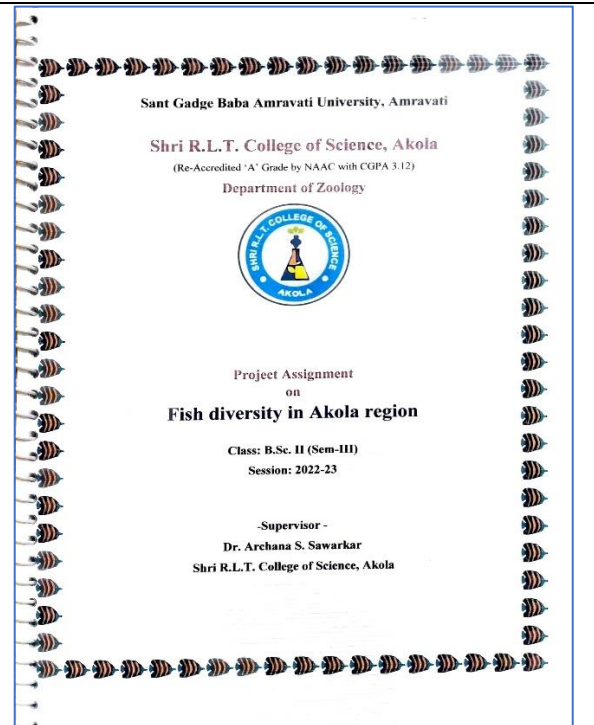 Sant Gadge Baba Amravati University, Amravati
Shri R.L.T. College of Science, Akola
(Re-Accredited 'A' Grade by NAAC with CGPA 3.12)
Department of Zoology
SHRI R.L.T. COLLEGE OF SCIENCE
AKOLA
Project Assignment
on
Fish diversity in Akola region
Class: B.Sc. II (Sem-III)
Session: 2022-23
-Supervisor -
Dr. Archana S. Sawarkar
Shri R.L.T. College of Science, Akola